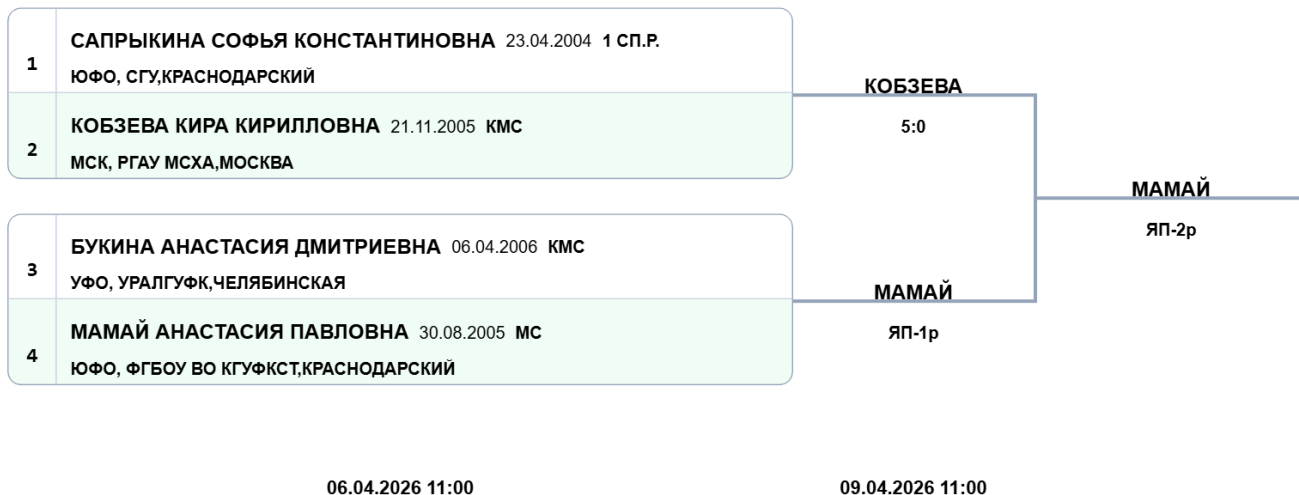 1
САПРЫКИНА СОФЬЯ КОНСТАНТИНОВНА 23.04.2004 1 СП.Р.
ЮФО, СГУ,КРАСНОДАРСКИЙ
2
КОБЗЕВА КИРА КИРИЛЛОВНА 21.11.2005 КМС
МСК, РГАУ МСХА,МОСКВА
КОБЗЕВА
5:0
3
БУКИНА АНАСТАСИЯ ДМИТРИЕВНА 06.04.2006 КМС
УФО, УРАЛГУФК,ЧЕЛЯБИНСКАЯ
4
МАМАЙ АНАСТАСИЯ ПАВЛОВНА 30.08.2005 МС
ЮФО, ФГБОУ ВО КГУФКСТ,КРАСНОДАРСКИЙ
МАМАЙ
ЯП-1р
МАМАЙ
ЯП-2р
06.04.2026 11:00
09.04.2026 11:00